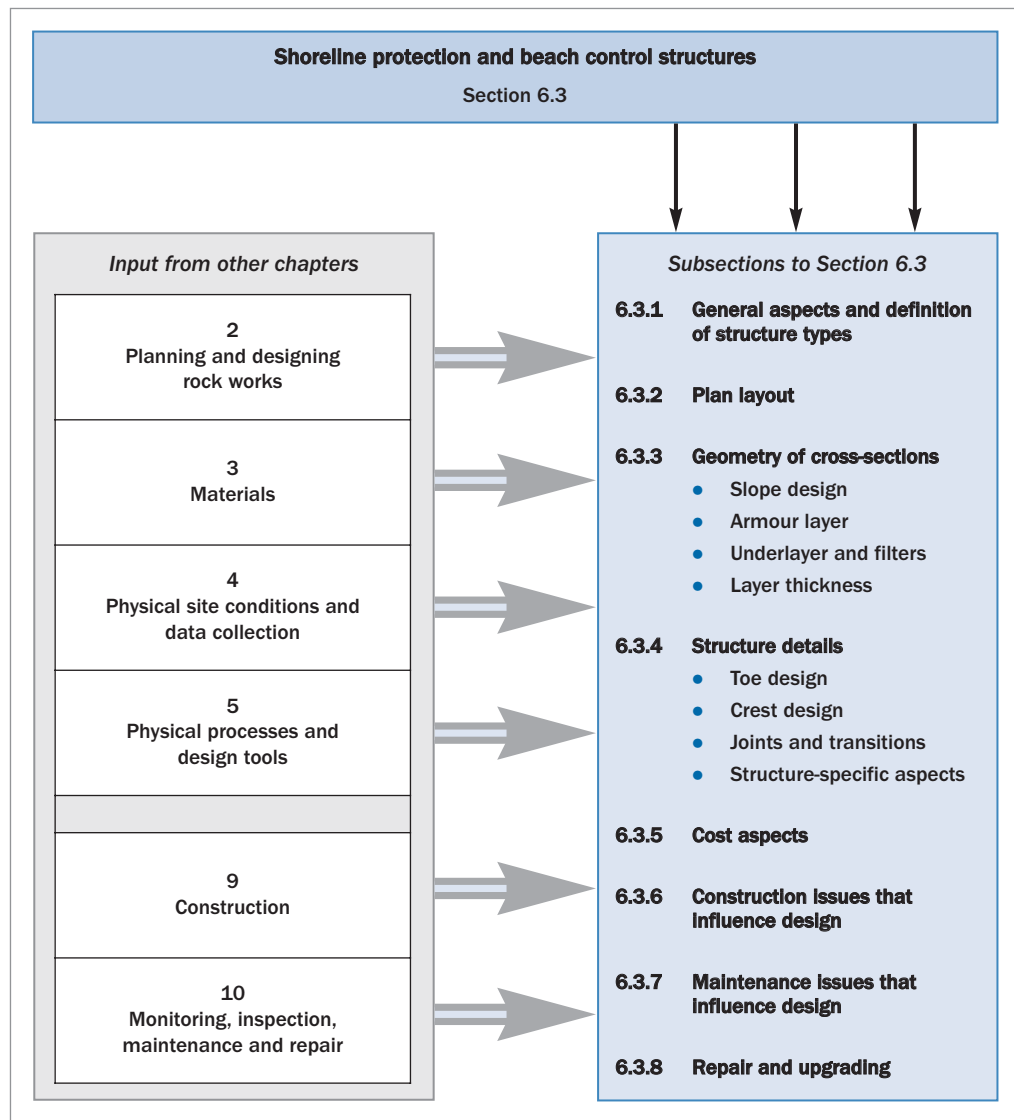 Shoreline protection and beach control structures
Section 6.3
Input from other chapters
2
Planning and designing
rock works
3
Materials
4
Physical site conditions and
data collection
5
Physical processes and
design tools
9
Construction
10
Monitoring, inspection,
maintenance and repair
Subsections to Section 6.3
6.3.1 General aspects and definition
of structure types
6.3.2 Plan layout
6.3.3 Geometry of cross-sections
• Slope design
• Armour layer
• Underlayer and filters
• Layer thickness
6.3.4 Structure details
• Toe design
• Crest design
• Joints and transitions
• Structure-specific aspects
6.3.5 Cost aspects
6.3.6 Construction issues that
influence design
6.3.7 Maintenance issues that
influence design
6.3.8 Repair and upgrading